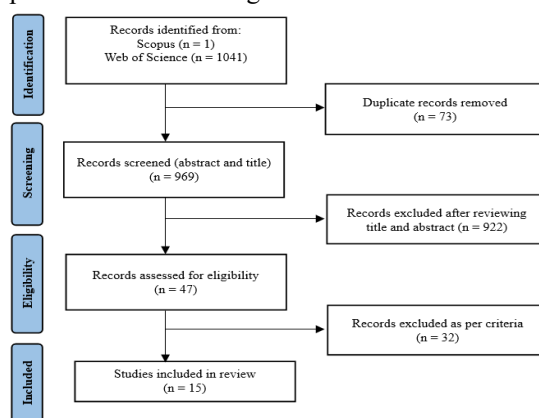 Identification
Records identified from:
Scopus (n = 1)
Web of Science (n = 1041)
Duplicate records removed
(n = 73)
Screening
Records screened (abstract and title)
(n = 969)
Records excluded after reviewing
title and abstract (n = 922)
Eligibility
Records assessed for eligibility
(n = 47)
Records excluded as per criteria
(n = 32)
Included
Studies included in review
(n = 15)